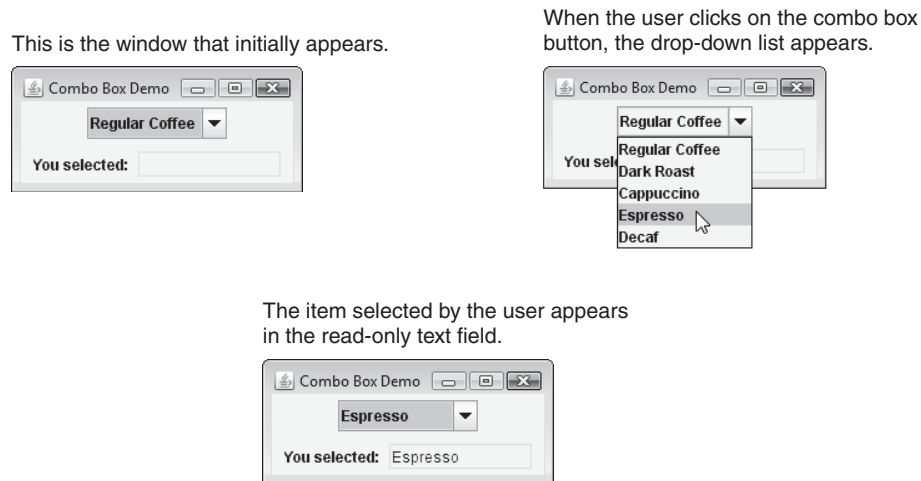 This is the window that initially appears.
Combo Box Demo
Regular Coffee
You selected:
When the user clicks on the combo box
button, the drop-down list appears.
Combo Box Demo
Regular Coffee
Regular Coffee
You sel
Dark Roast
Cappuccino
Espresso
Decaf
The item selected by the user appears
in the read-only text field.
Combo Box Demo
Espresso
You selected: Espresso